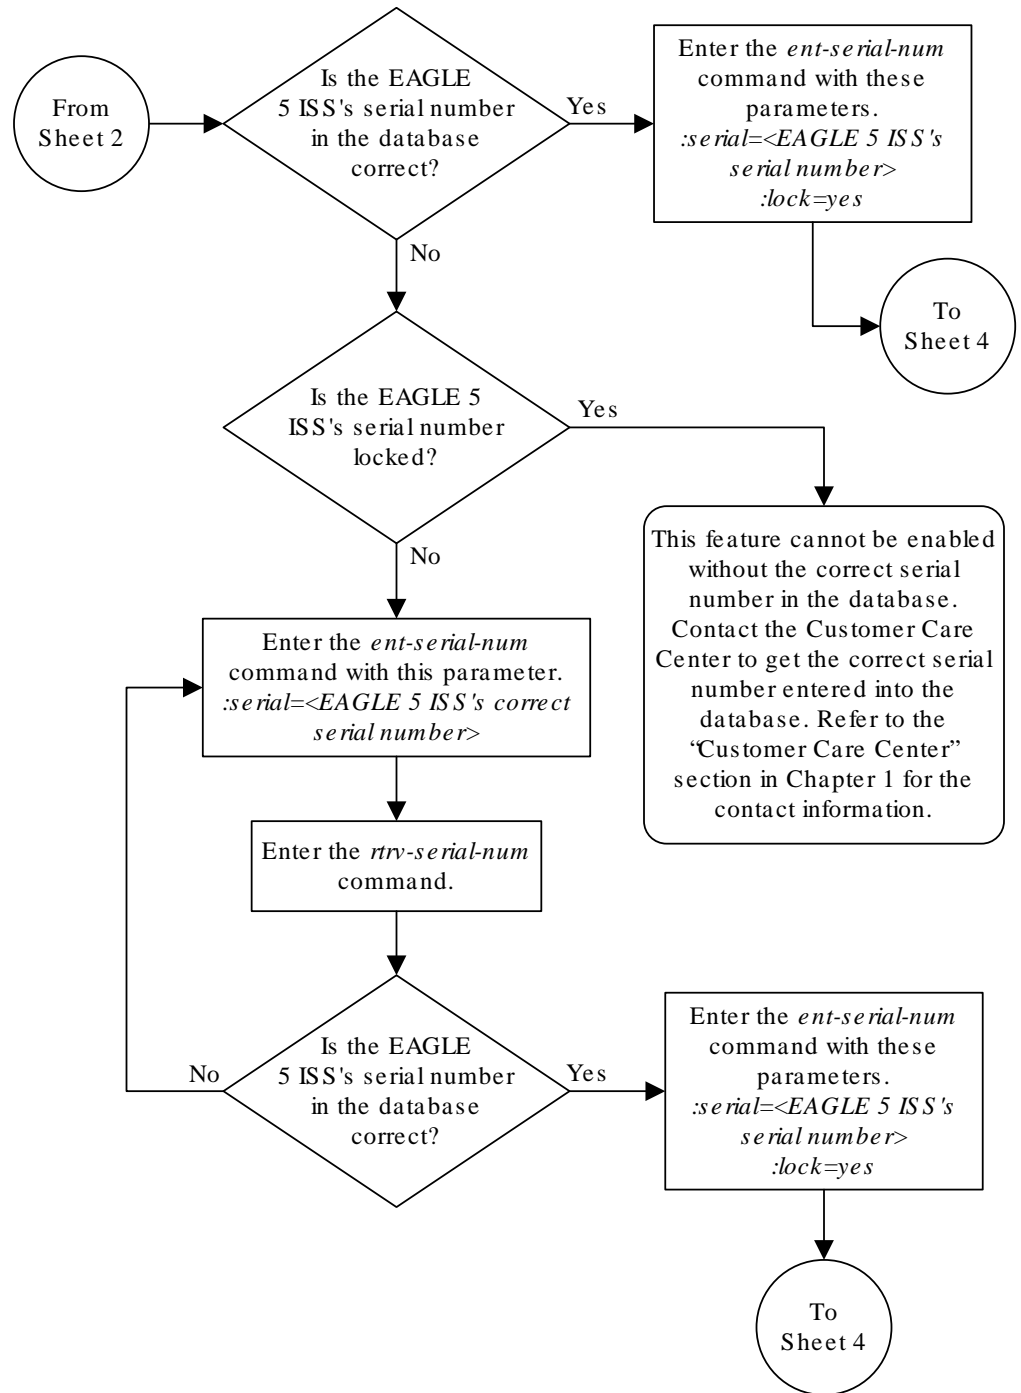 From
Sheet 2
Is the EAGLE
5 ISS's serial number
in the database
correct?
Yes
Enter the ent-serial-num
command with these
parameters.
:serial=<EAGLE 5 ISS's
serial number>
:lock=yes
No
To
Sheet 4
Is the EAGLE 5
ISS's serial number
locked?
Yes
This feature cannot be enabled
without the correct serial
number in the database.
Contact the Customer Care
Center to get the correct serial
number entered into the
database. Refer to the
“Customer Care Center”
section in Chapter 1 for the
contact information.
No
Enter the ent-serial-num
command with this parameter.
:serial=<EAGLE 5 ISS's correct
serial number>
Enter the rtrv-serial-num
command.
Is the EAGLE
5 ISS's serial number
in the database
correct?
No
Yes
Enter the ent-serial-num
command with these
parameters.
:serial=<EAGLE 5 ISS's
serial number>
:lock=yes
To
Sheet 4